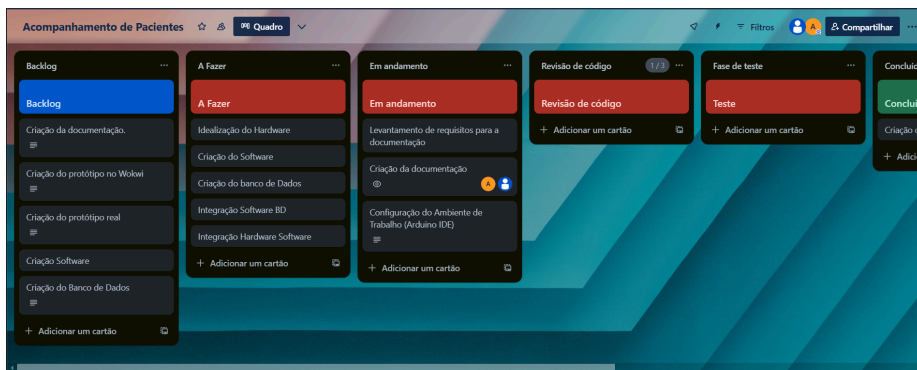 Acompanhamento de Pacientes
Quadro
Filtros
A
Compartilhar
Backlog
Backlog
Criação da documentação.
Criação do protótipo no Wokwi
Criação do protótipo real
Criação Software
Criação do Banco de Dados
+ Adicionar um cartão
A Fazer
A Fazer
Idealização do Hardware
Criação do Software
Criação do banco de Dados
Integração Software BD
Integração Hardware Software
+ Adicionar um cartão
Em andamento
Em andamento
Levantamento de requisitos para a
documentação
Criação da documentação
A
Configuração do Ambiente de
Trabalho (Arduino IDE)
+ Adicionar um cartão
Revisão de código
1 / 3
Revisão de código
+ Adicionar um cartão
Fase de teste
Teste
+ Adicionar um cartão
Concluíd
Concluí
Criação d
+ Adici